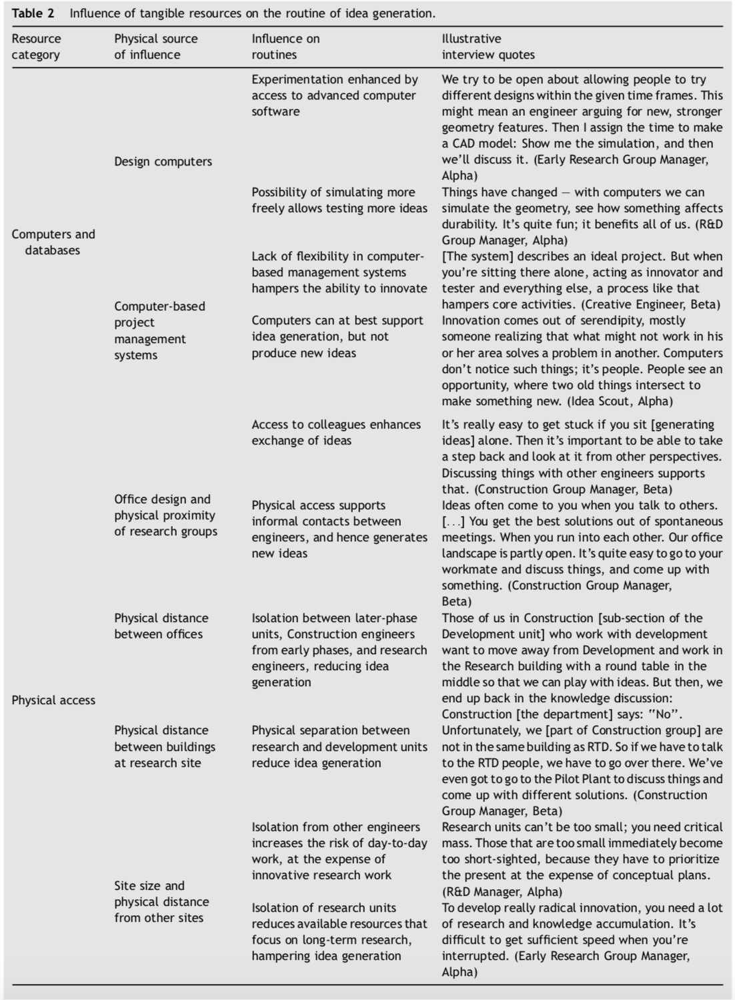 Table 2 Influence of tangible resources on the routine of idea generation.
Resource
category
Physical source
of influence
Influence on
routines
Illustrative
interview quotes
Computers and
databases
Design computers
Experimentation enhanced by
access to advanced computer
software
We try to be open about allowing people to try
different designs within the given time frames. This
might mean an engineer arguing for new, stronger
geometry features. Then I assign the time to make
a CAD model: Show me the simulation, and then
we'll discuss it. (Early Research Group Manager,
Alpha)
Possibility of simulating more
freely allows testing more ideas
Things have changed — with computers we can
simulate the geometry, see how something affects
durability. It's quite fun; it benefits all of us. (R&D
Group Manager, Alpha)
Computer-based
project
management
systems
Lack of flexibility in computer-
based management systems
hampers the ability to innovate
[The system] describes an ideal project. But when
you're sitting there alone, acting as innovator and
tester and everything else, a process like that
hampers core activities. (Creative Engineer, Beta)
Computers can at best support
idea generation, but not
produce new ideas
Innovation comes out of serendipity, mostly
someone realizing that what might not work in his
or her area solves a problem in another. Computers
don't notice such things; it's people. People see an
opportunity, where two old things intersect to
make something new. (Idea Scout, Alpha)
Physical access
Office design and
physical proximity
of research groups
Access to colleagues enhances
exchange of ideas
It's really easy to get stuck if you sit [generating
ideas] alone. Then it's important to be able to take
a step back and look at it from other perspectives.
Discussing things with other engineers supports
that. (Construction Group Manager, Beta)
Physical access supports
informal contacts between
engineers, and hence generates
new ideas
Ideas often come to you when you talk to others.
[...] You get the best solutions out of spontaneous
meetings. When you run into each other. Our office
landscape is partly open. It's quite easy to go to your
workmate and discuss things, and come up with
something. (Construction Group Manager,
Beta)
Physical distance
between offices
Isolation between later-phase
units, Construction engineers
from early phases, and research
engineers, reducing idea
generation
Those of us in Construction [sub-section of the
Development unit] who work with development
want to move away from Development and work in
the Research building with a round table in the
middle so that we can play with ideas. But then, we
end up back in the knowledge discussion:
Construction [the department] says: "No".
Physical distance
between buildings
at research site
Physical separation between
research and development units
reduce idea generation
Unfortunately, we [part of Construction group] are
not in the same building as RTD. So if we have to talk
to the RTD people, we have to go over there. We've
even got to go to the Pilot Plant to discuss things and
come up with different solutions. (Construction
Group Manager, Beta)
Site size and
physical distance
from other sites
Isolation from other engineers
increases the risk of day-to-day
work, at the expense of
innovative research work
Research units can't be too small; you need critical
mass. Those that are too small immediately become
too short-sighted, because they have to prioritize
the present at the expense of conceptual plans.
(R&D Manager, Alpha)
Isolation of research units
reduces available resources that
focus on long-term research,
hampering idea generation
To develop really radical innovation, you need a lot
of research and knowledge accumulation. It's
difficult to get sufficient speed when you're
interrupted. (Early Research Group Manager,
Alpha)